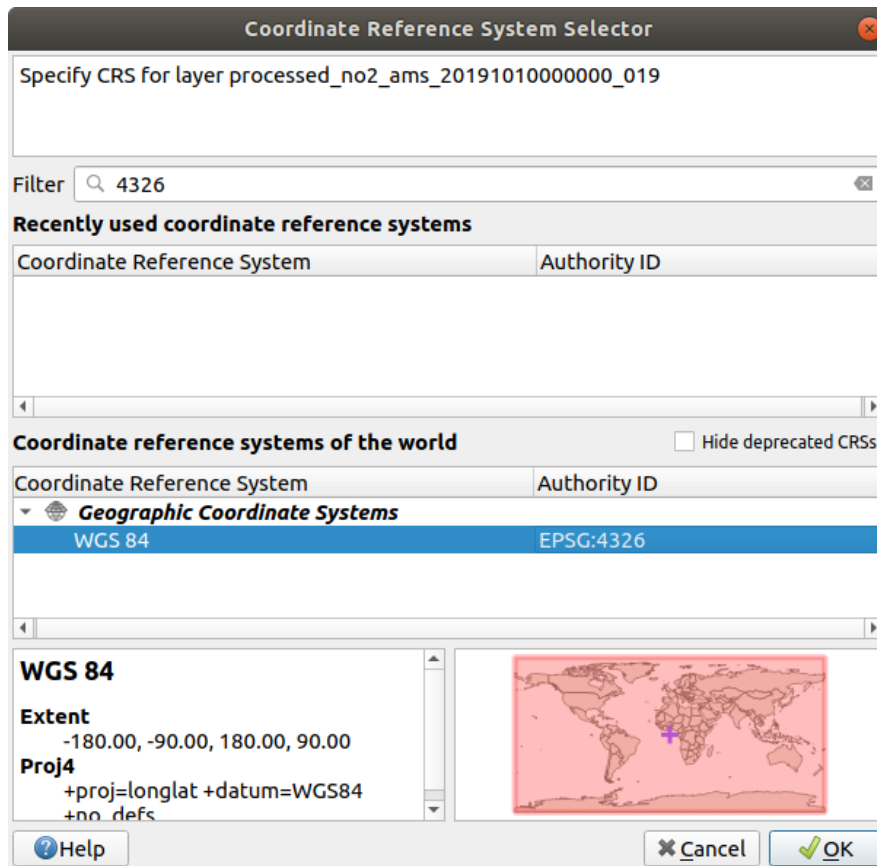 Coordinate Reference System Selector
Specify CRS for layer processed_no2_ams_20191010000000_019
Filter 4326
Recently used coordinate reference systems
Coordinate Reference System Authority ID
Coordinate reference systems of the world Hide deprecated CRSs
Coordinate Reference System Authority ID
Geographic Coordinate Systems
WGS 84 EPSG:4326
WGS 84
Extent
-180.00, -90.00, 180.00, 90.00
Proj4
+proj=longlat +datum=WGS84
+no_defs
Help Cancel OK